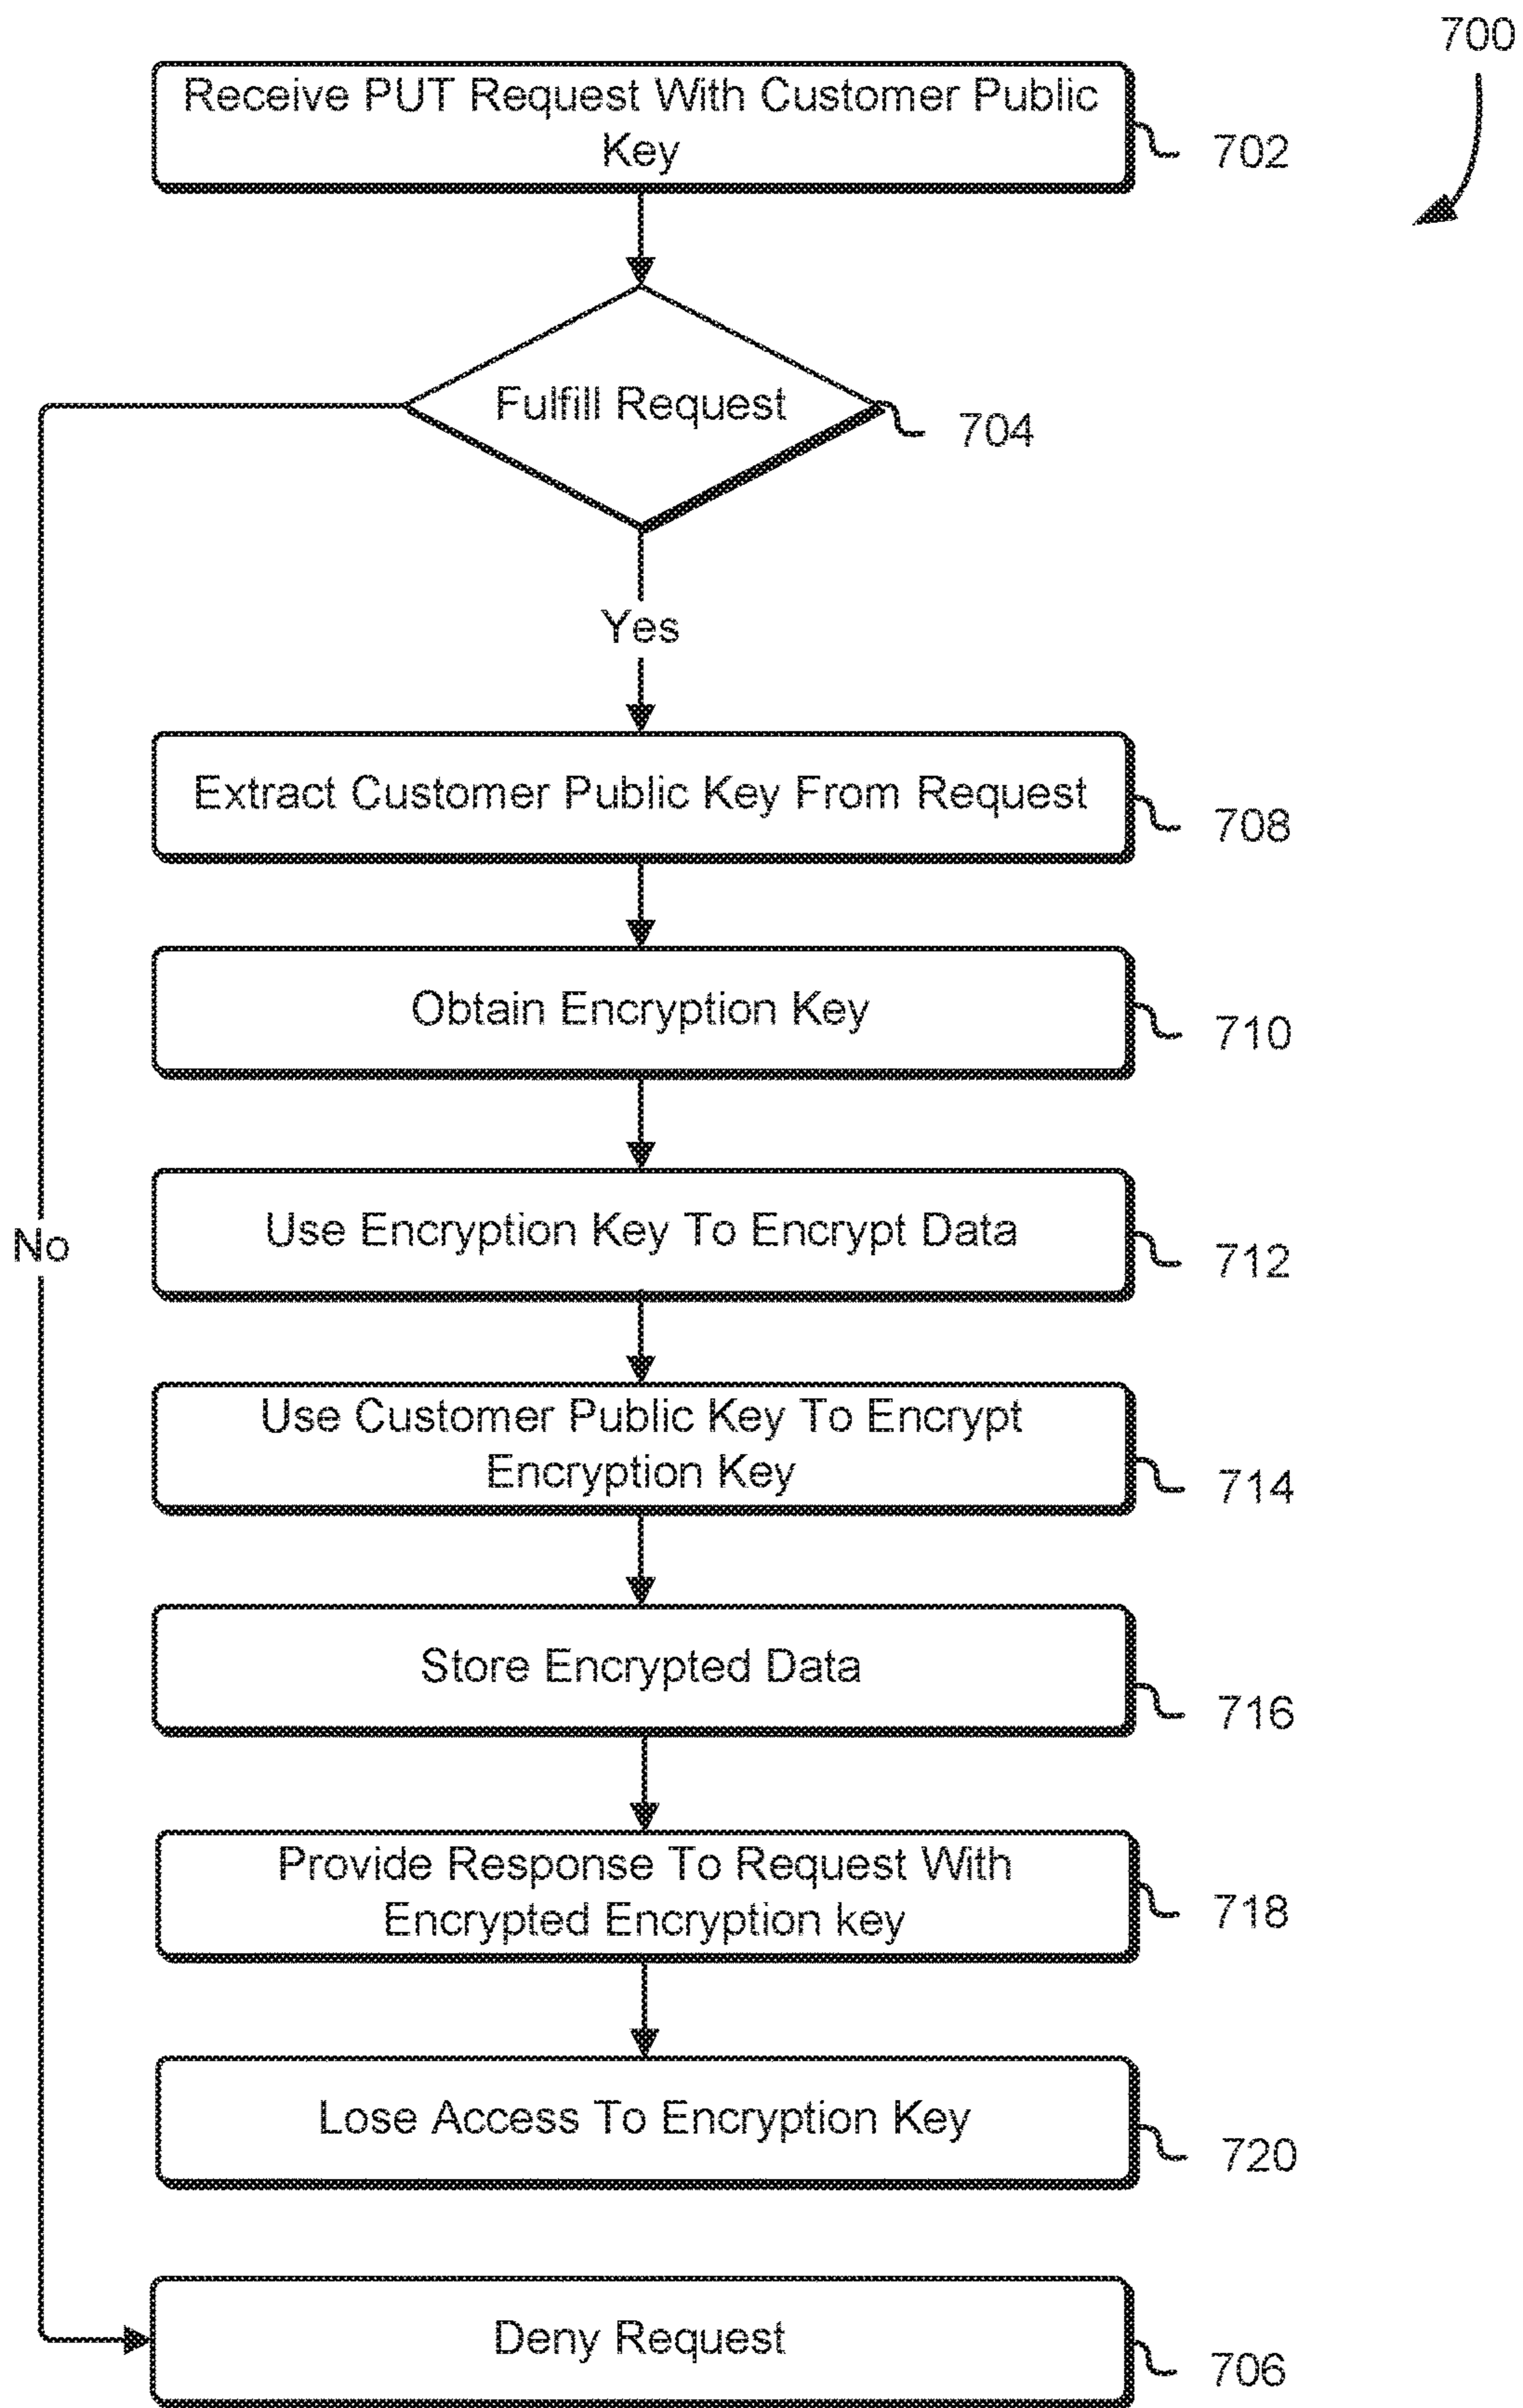 700
Receive PUT Request With Customer Public
Key
702
Fulfill Request
704
Yes
Extract Customer Public Key From Request
708
Obtain Encryption Key
710
Use Encryption Key To Encrypt Data
712
No
Use Customer Public Key To Encrypt
Encryption Key
714
Store Encrypted Data
716
Provide Response To Request With
Encrypted Encryption key
718
Lose Access To Encryption Key
720
Deny Request
706